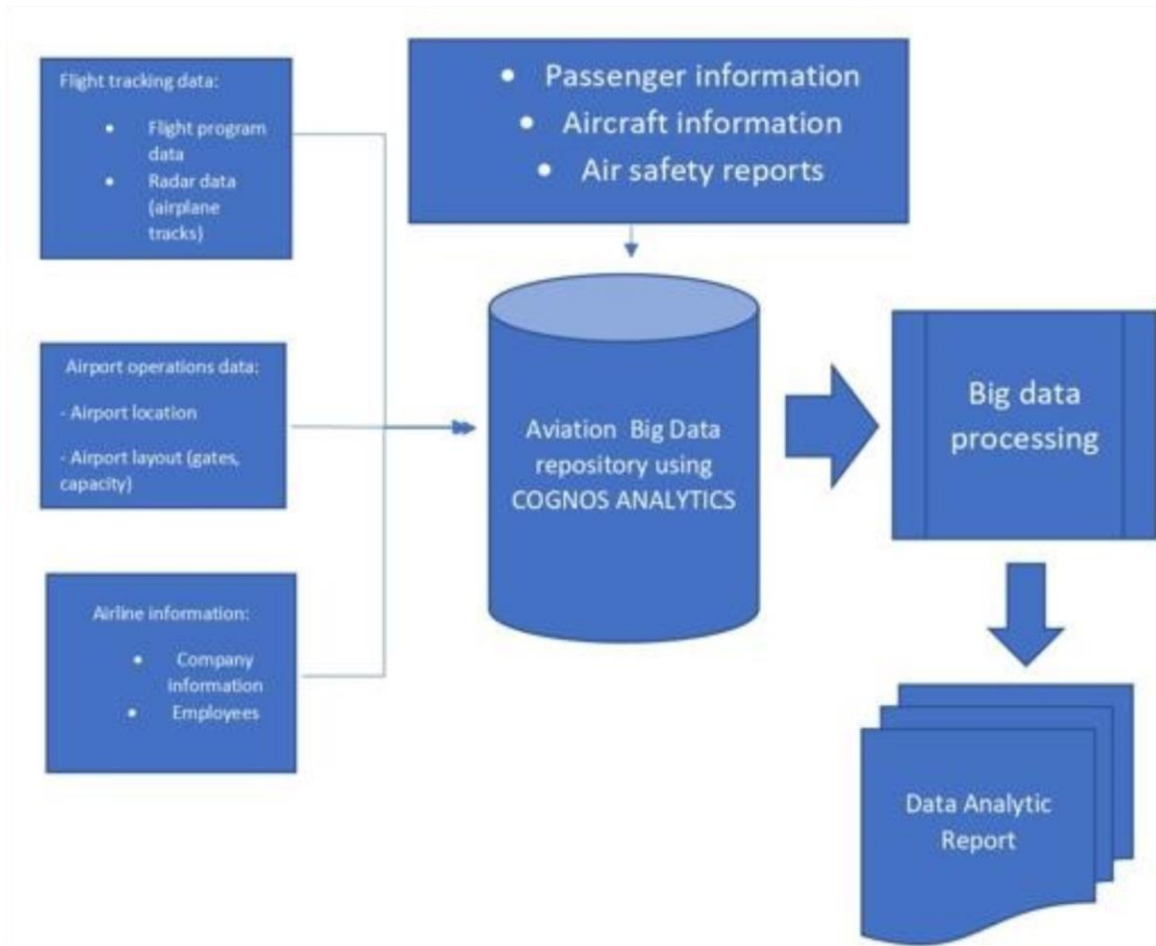 Flight tracking data:
• Flight program
data
• Radar data
(airplane
tracks)
• Passenger information
• Aircraft information
• Air safety reports
Airport operations data:
- Airport location
- Airport layout (gates,
capacity)
Airline information:
• Company
information
• Employees
Aviation Big Data
repository using
COGNOS ANALYTICS
Big data
processing
Data Analytic
Report